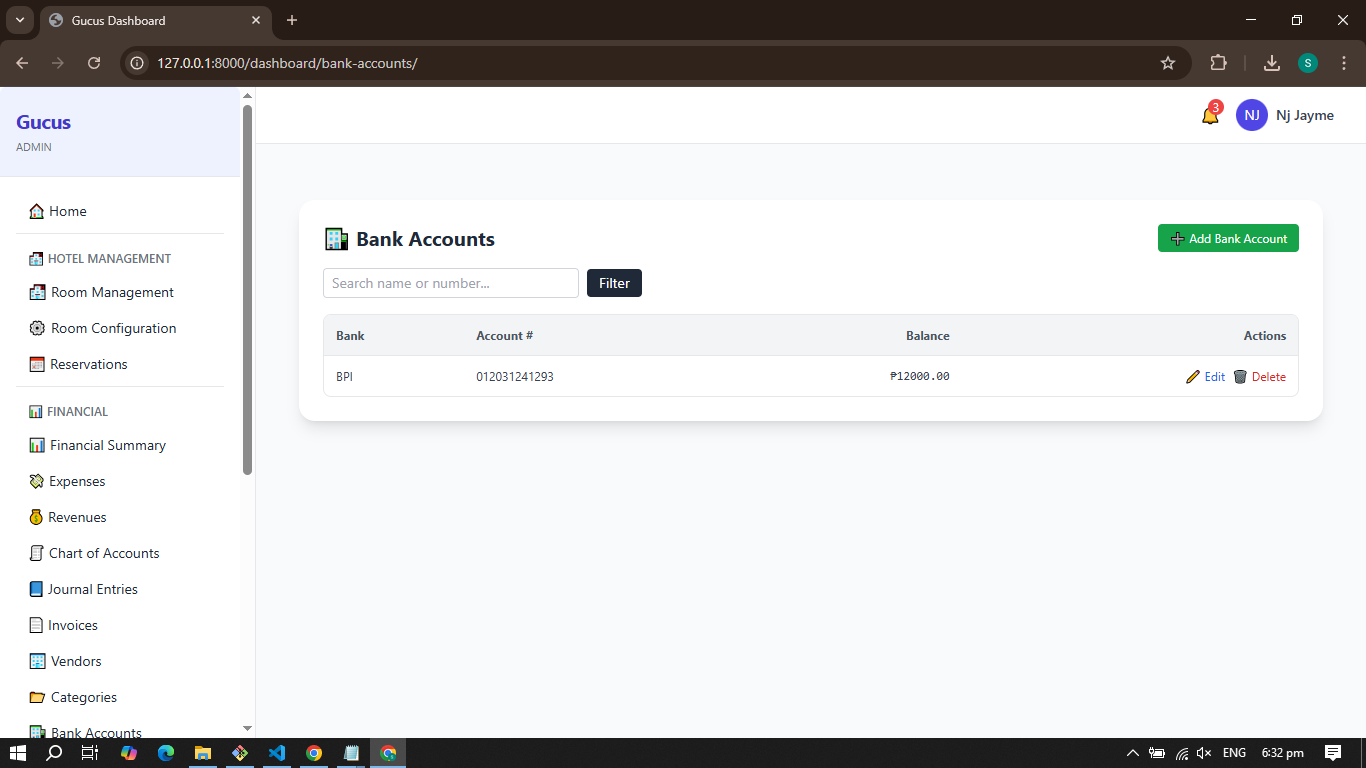 Gucus Dashboard
127.0.0.1:8000/dashboard/bank-accounts/
S
Gucus
ADMIN
3
NJ
Nj Jayme
Home
HOTEL MANAGEMENT
Room Management
Room Configuration
Reservations
FINANCIAL
Financial Summary
Expenses
Revenues
Chart of Accounts
Journal Entries
Invoices
Vendors
Categories
Bank Accounts
Bank Accounts
Add Bank Account
Search name or number...
Filter
Bank Account # Balance Actions
BPI 012031241293 ₱12000.00 Edit Delete
ENG 6:32 pm